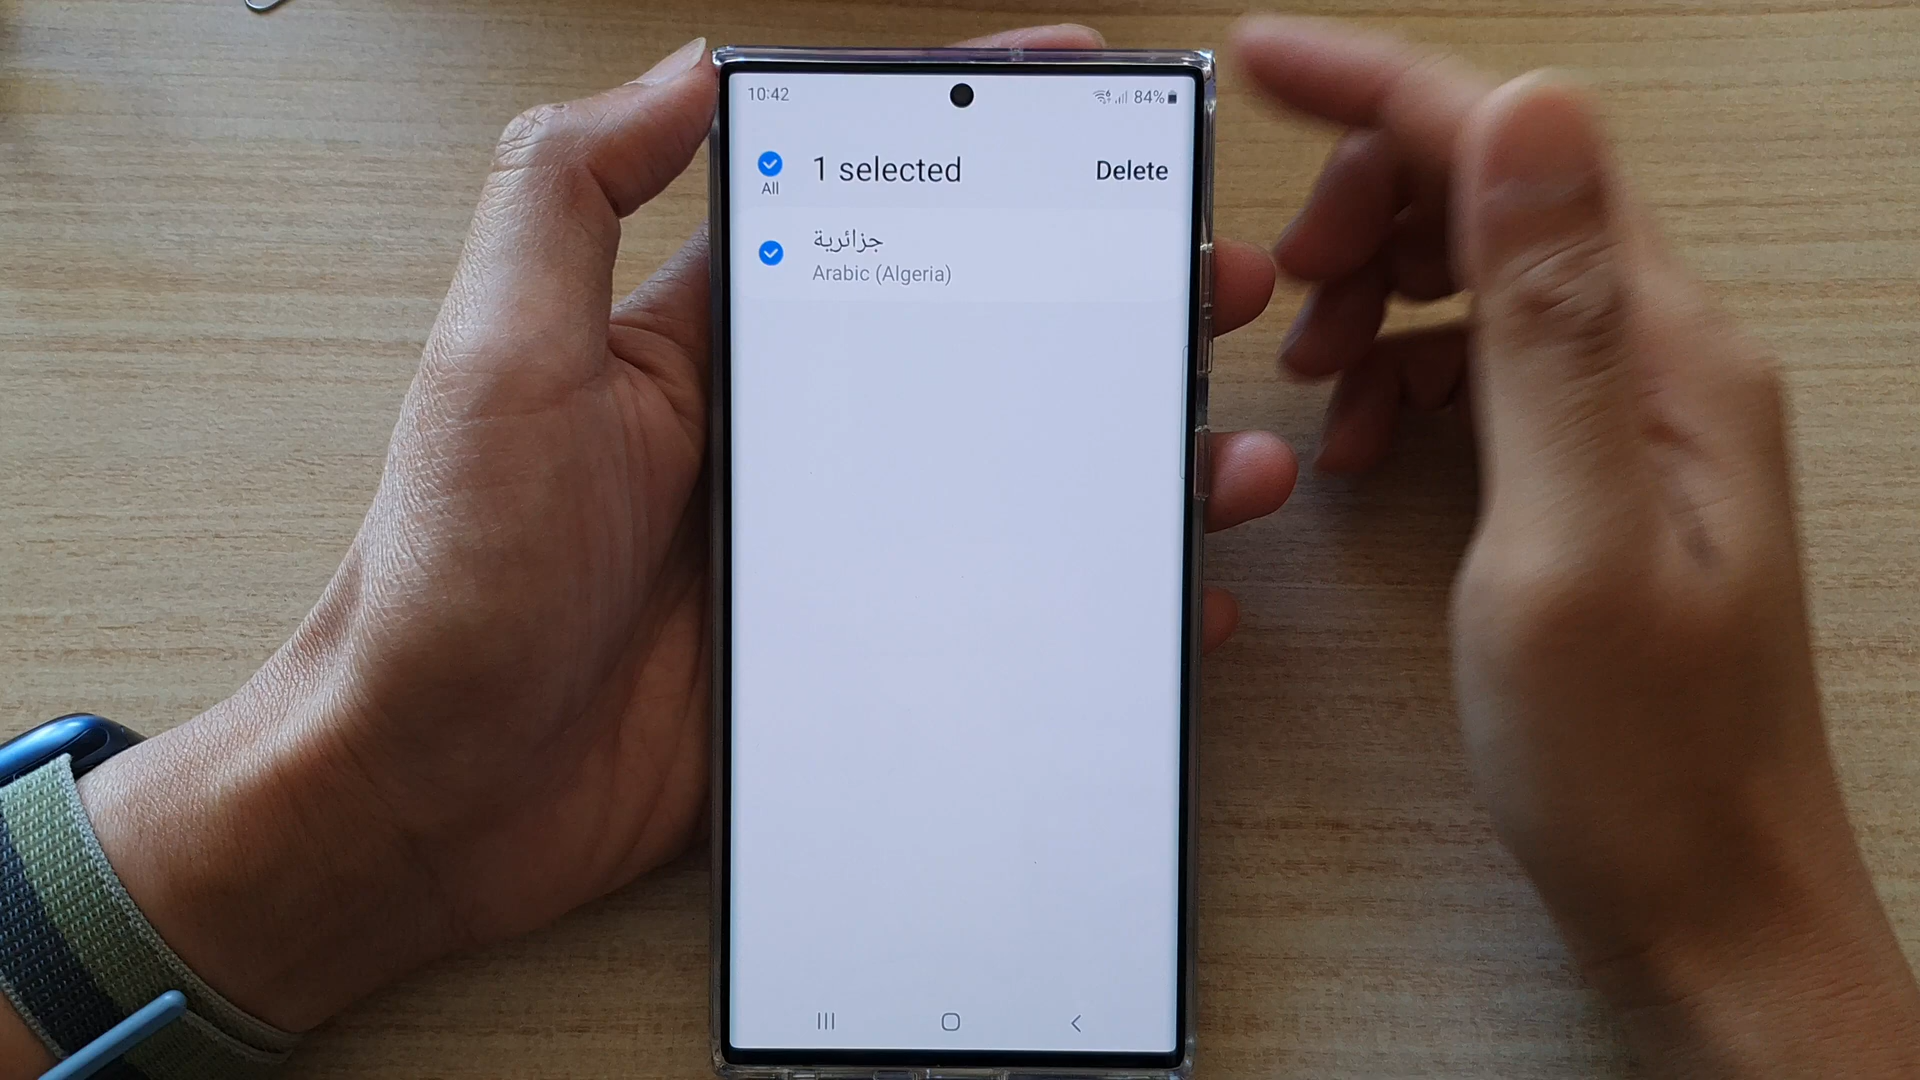 10:42 84%
1 selected Delete
All
جزائرية
Arabic (Algeria)